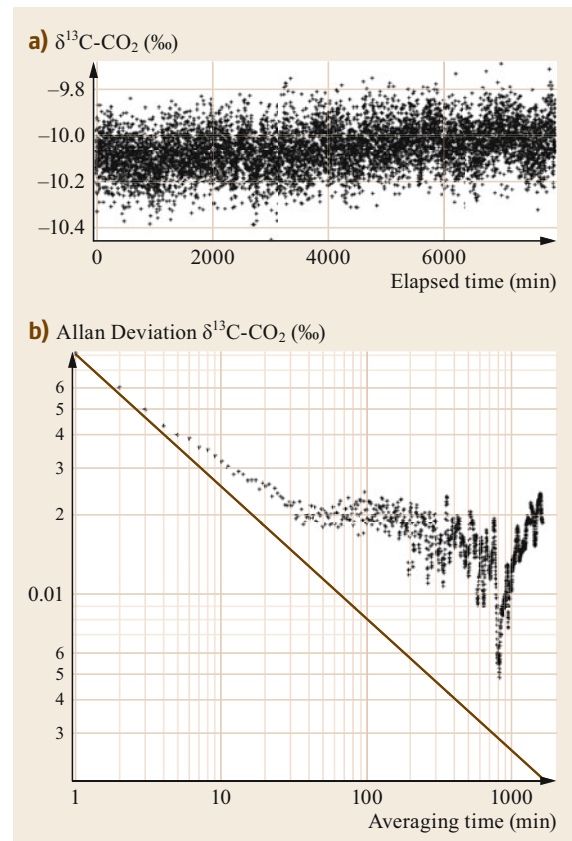 a) δ¹³C-CO₂ (‰)
−9.8
−10.0
−10.2
−10.4
0 2000 4000 6000
Elapsed time (min)
b) Allan Deviation δ¹³C-CO₂ (‰)
6
5
4
3
2
0.01
6
5
4
3
1 10 100 1000
Averaging time (min)